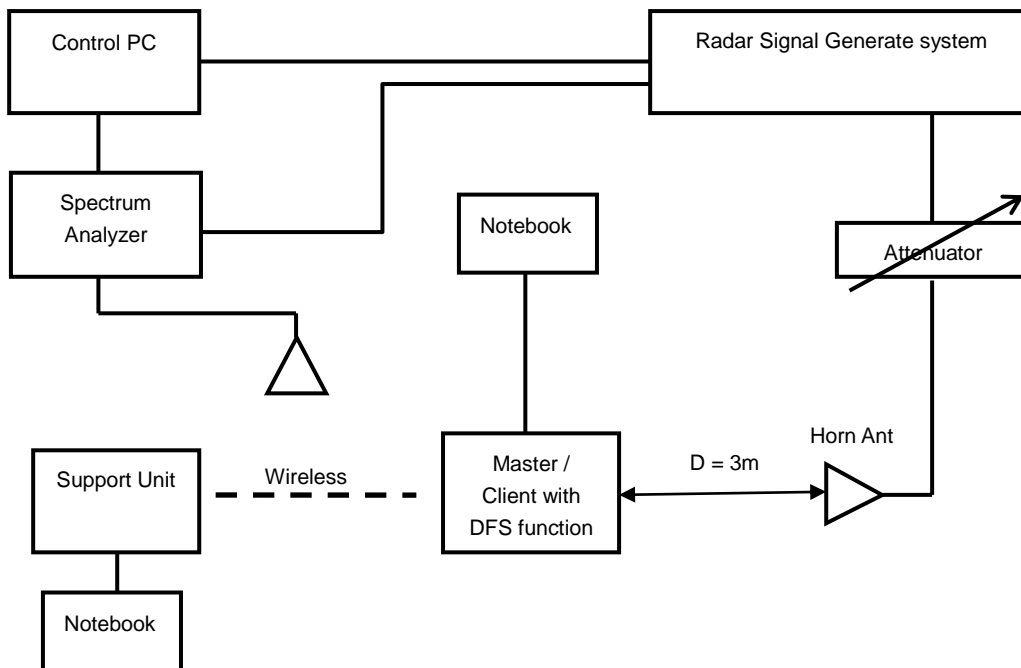 Control PC
Radar Signal Generate system
Spectrum
Analyzer
Notebook
Attenuator
Horn Ant
Support Unit
Wireless
Master /
Client with
DFS function
D = 3m
Notebook